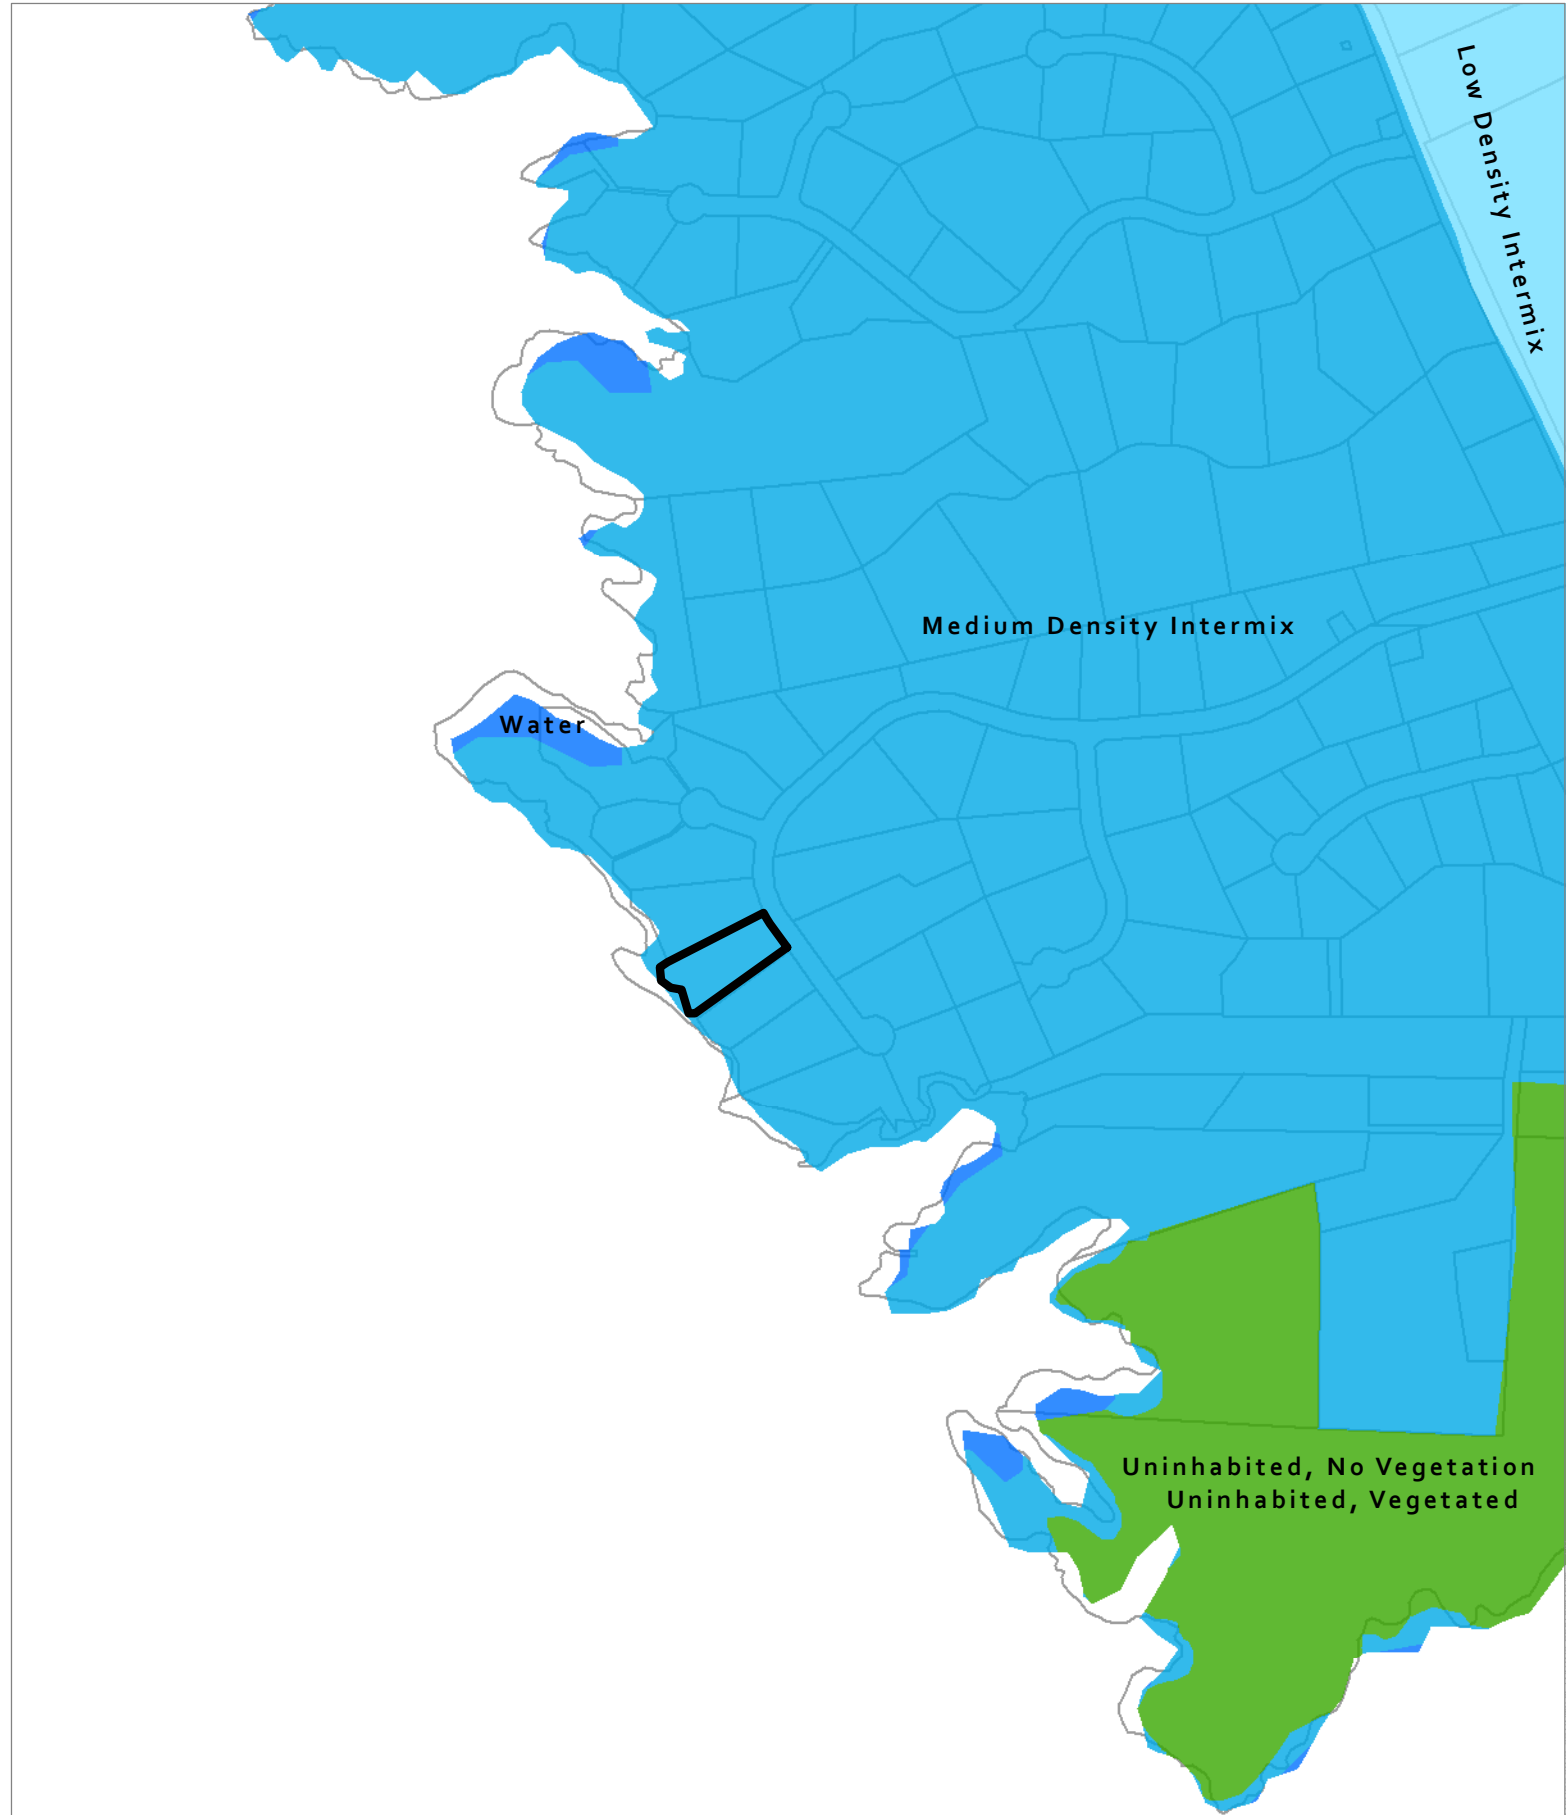 Low Density Intermix
Medium Density Intermix
Water
Uninhabited, No Vegetation
Uninhabited, Vegetated